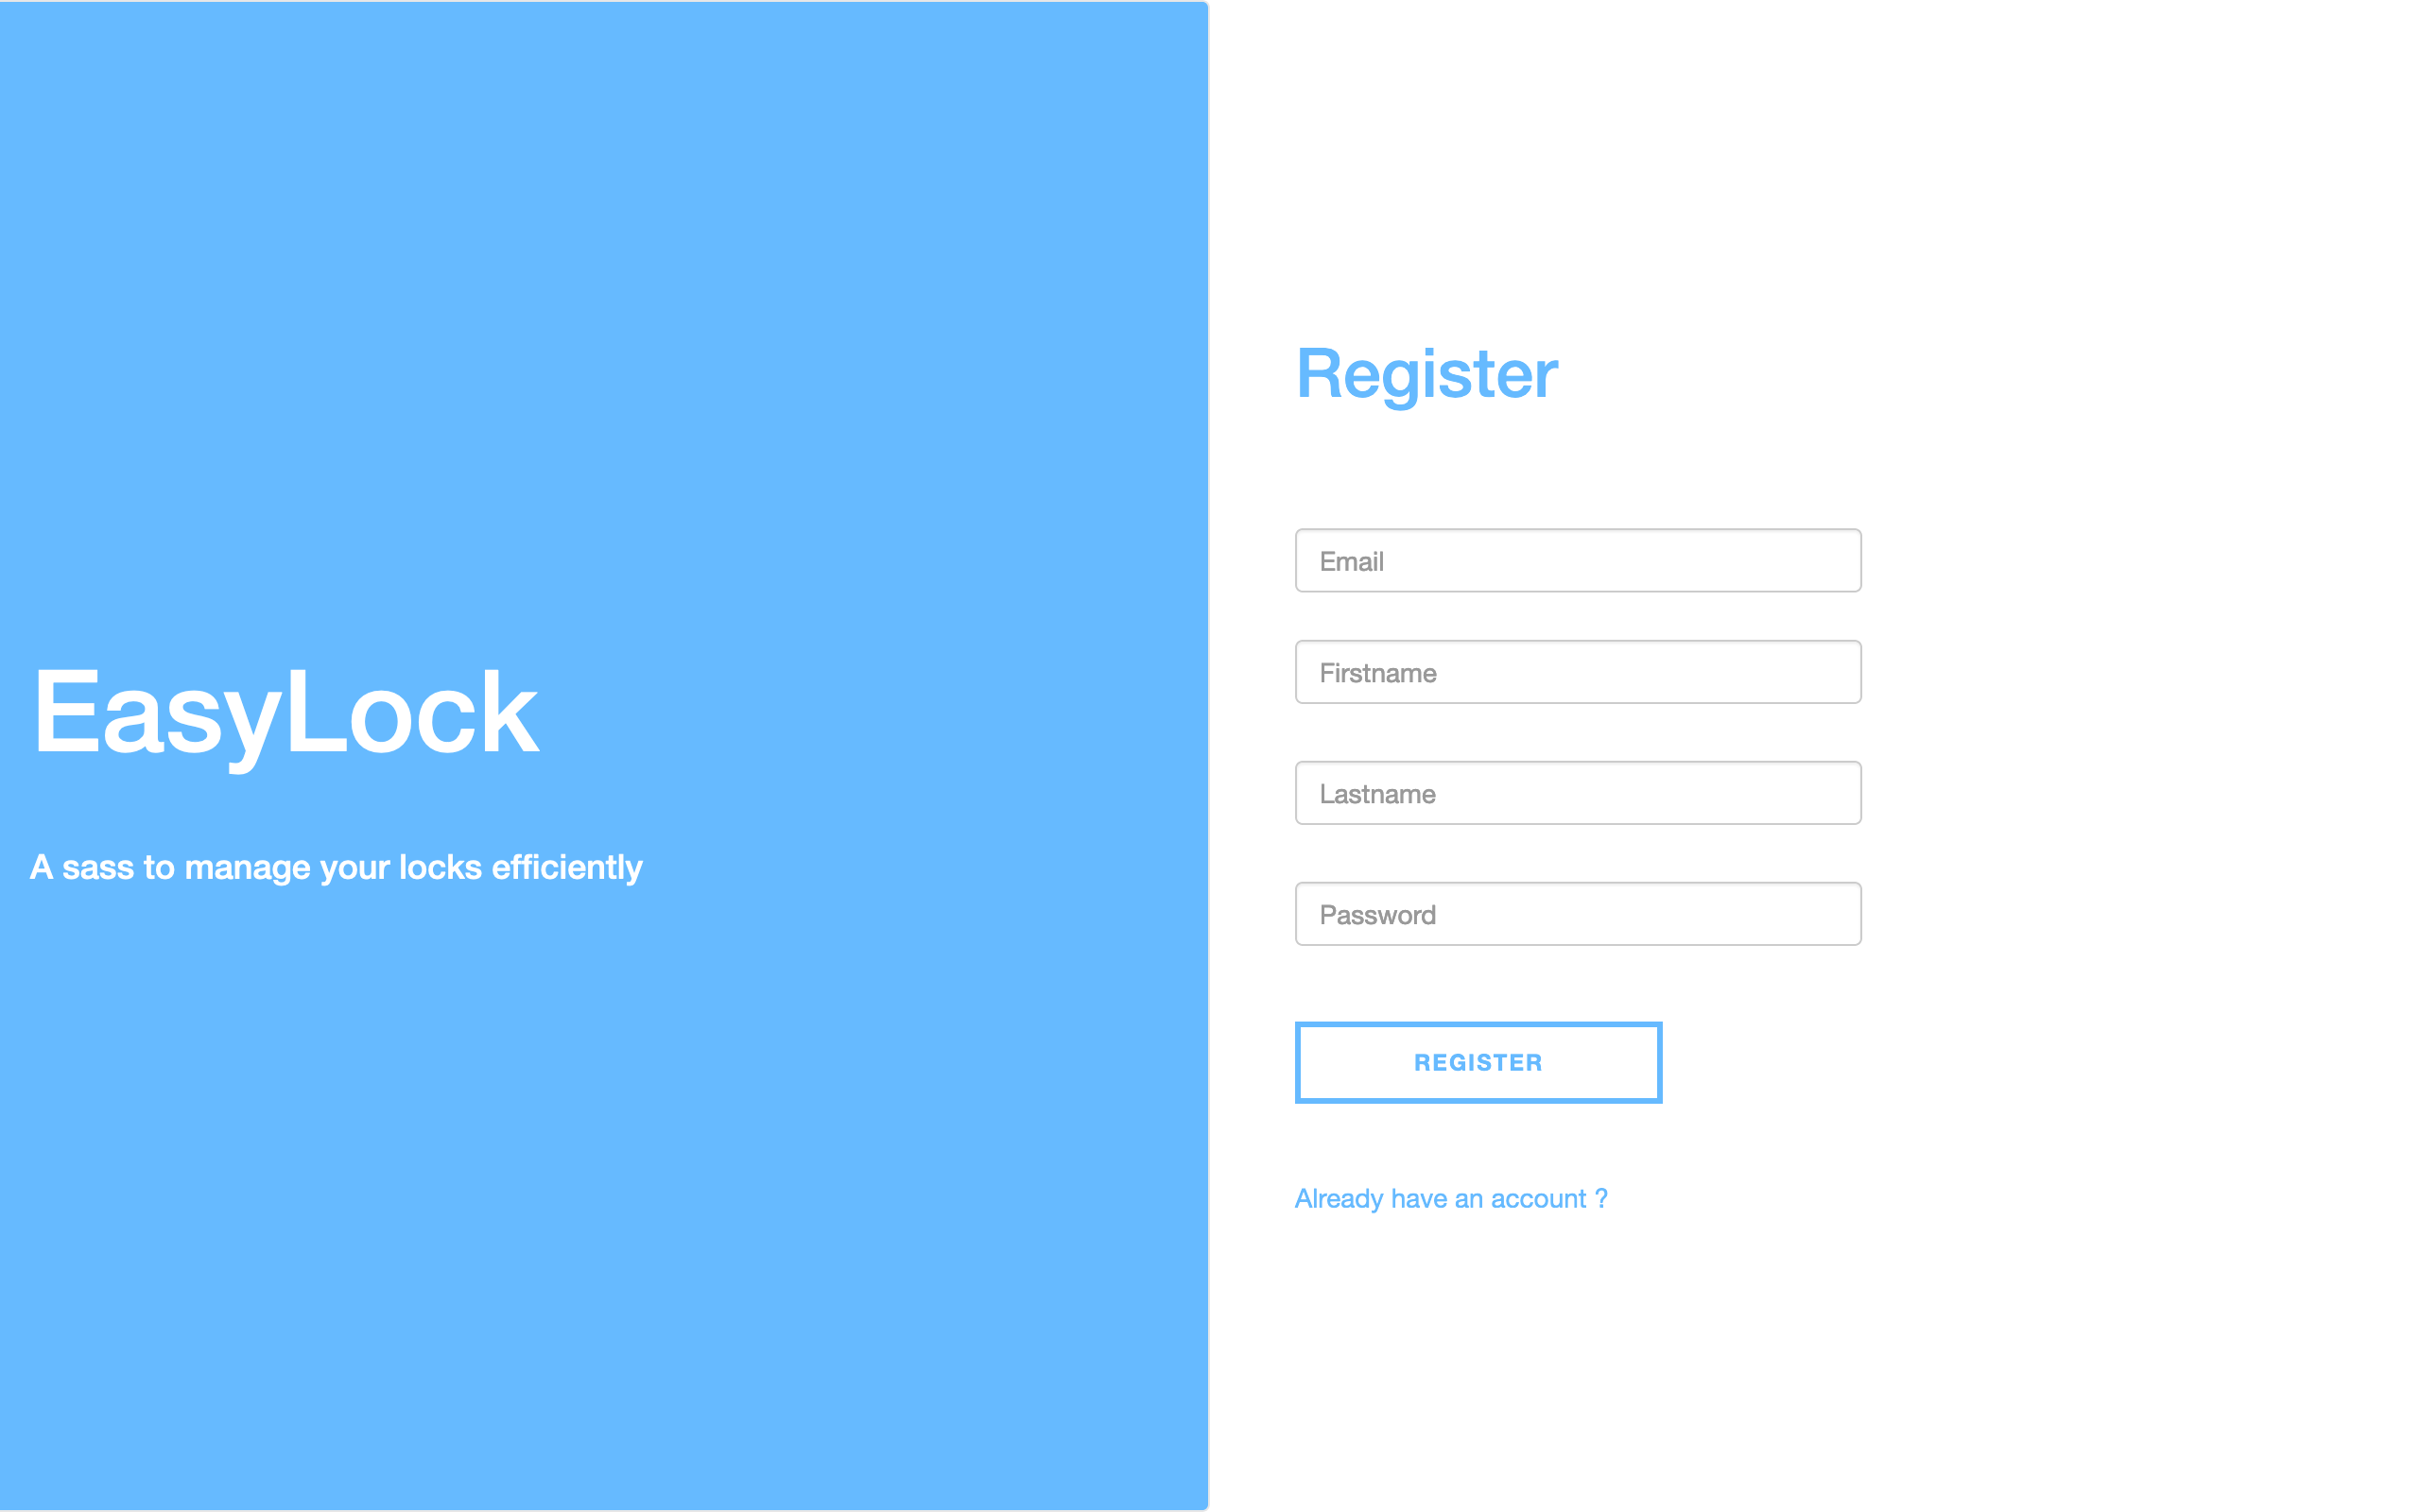 EasyLock
A sass to manage your locks efficiently
Register
Email
Firstname
Lastname
Password
REGISTER
Already have an account ?